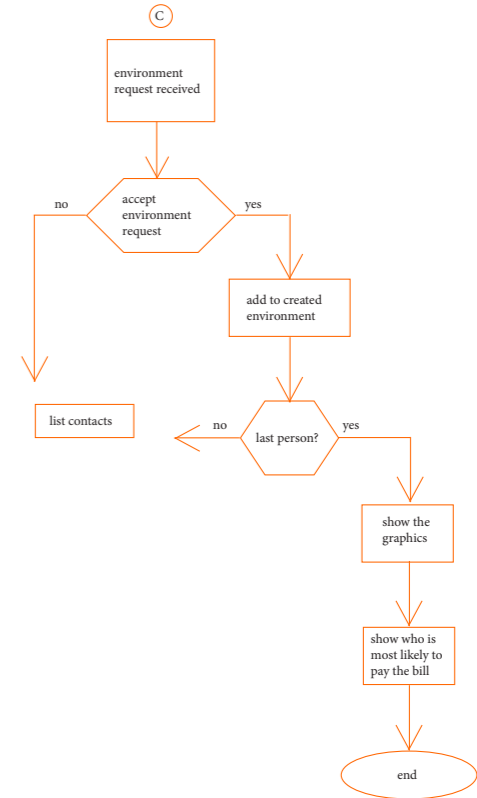 C
environment
request received
accept
environment
request
no
yes
add to created
environment
list contacts
no
last person?
yes
show the
graphics
show who is
most likely to
pay the bill
end